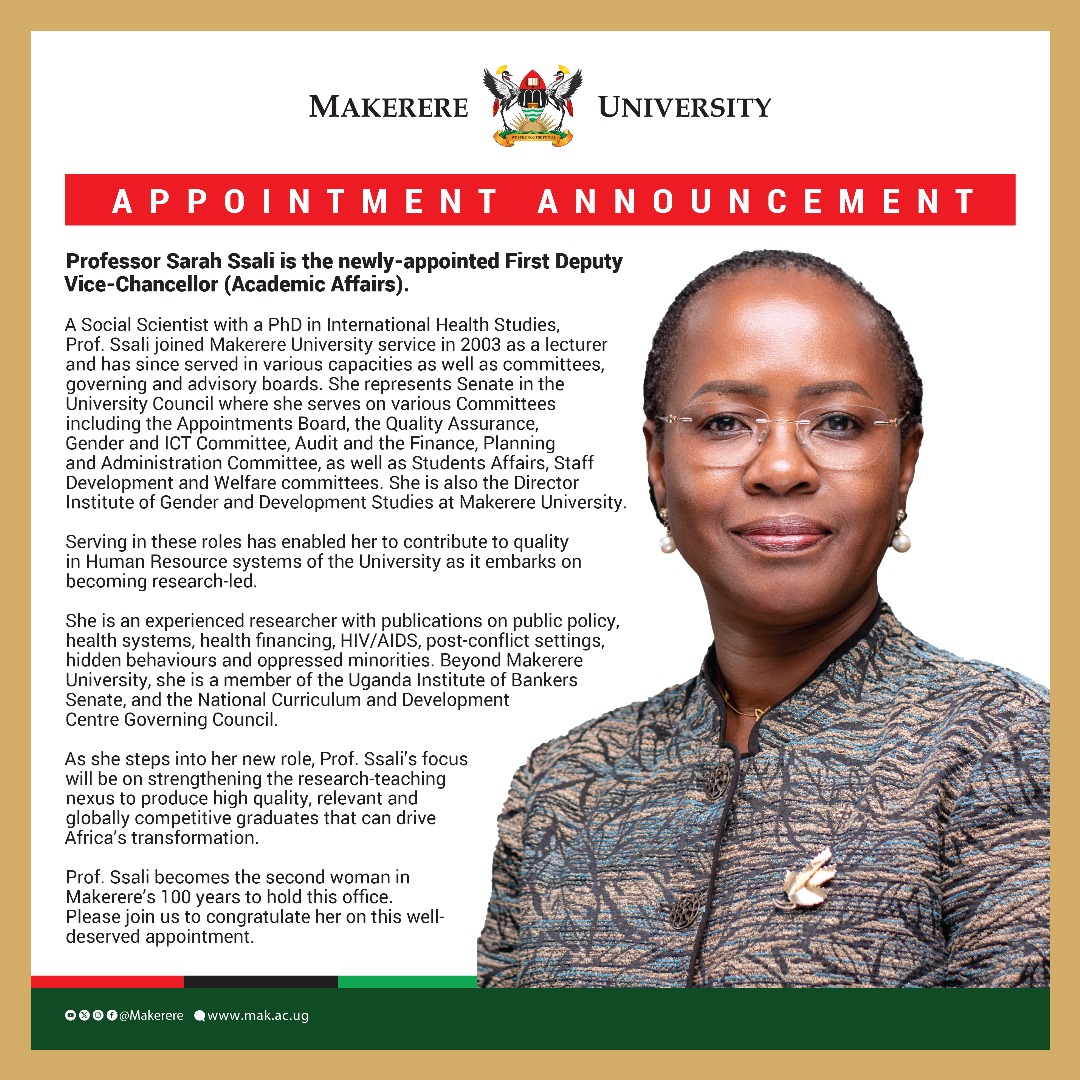 MAKERERE UNIVERSITY
WE BUILD FOR THE FUTURE
APPOINTMENT ANNOUNCEMENT
Professor Sarah Ssali is the newly-appointed First Deputy
Vice-Chancellor (Academic Affairs).
A Social Scientist with a PhD in International Health Studies,
Prof. Ssali joined Makerere University service in 2003 as a lecturer
and has since served in various capacities as well as committees,
governing and advisory boards. She represents Senate in the
University Council where she serves on various Committees
including the Appointments Board, the Quality Assurance,
Gender and ICT Committee, Audit and the Finance, Planning
and Administration Committee, as well as Students Affairs, Staff
Development and Welfare committees. She is also the Director
Institute of Gender and Development Studies at Makerere University.
Serving in these roles has enabled her to contribute to quality
in Human Resource systems of the University as it embarks on
becoming research-led.
She is an experienced researcher with publications on public policy,
health systems, health financing, HIV/AIDS, post-conflict settings,
hidden behaviours and oppressed minorities. Beyond Makerere
University, she is a member of the Uganda Institute of Bankers
Senate, and the National Curriculum and Development
Centre Governing Council.
As she steps into her new role, Prof. Ssali's focus
will be on strengthening the research-teaching
nexus to produce high quality, relevant and
globally competitive graduates that can drive
Africa's transformation.
Prof. Ssali becomes the second woman in
Makerere's 100 years to hold this office.
Please join us to congratulate her on this well-
deserved appointment.
@Makerere www.mak.ac.ug